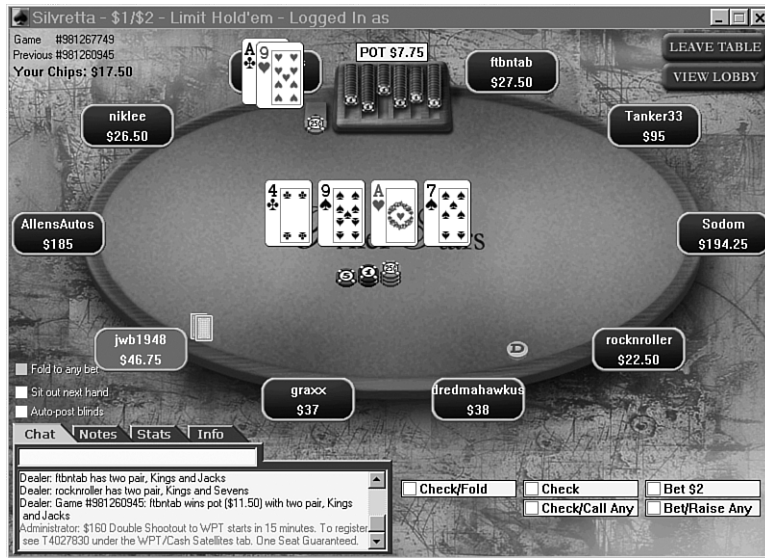 Silvretta - $1/$2 - Limit Hold'em - Logged In as
Game #981267749
Previous #981260945
Your Chips: $17.50
A 9
POT $7.75
ftbntab
$27.50
LEAVE TABLE
VIEW LOBBY
niklee
$26.50
Tanker33
$95
4 9 A 7
AllensAutos
$185
Sodom
$194.25
jwb1948
$46.75
D
rocknroller
$22.50
graxx
$37
dredmahawkus
$38
Fold to any bet
Sit out next hand
Auto-post blinds
Chat Notes Stats Info
Dealer: ftbntab has two pair, Kings and Jacks
Dealer: rocknroller has two pair, Kings and Sevens
Dealer: Game #981260945: ftbntab wins pot ($11.50) with two pair, Kings
and Jacks
Administrator: $160 Double Shootout to WPT starts in 15 minutes. To register
see T4027830 under the WPT/Cash Satellites tab. One Seat Guaranteed.
Check/Fold Check Bet $2
Check/Call Any Bet/Raise Any